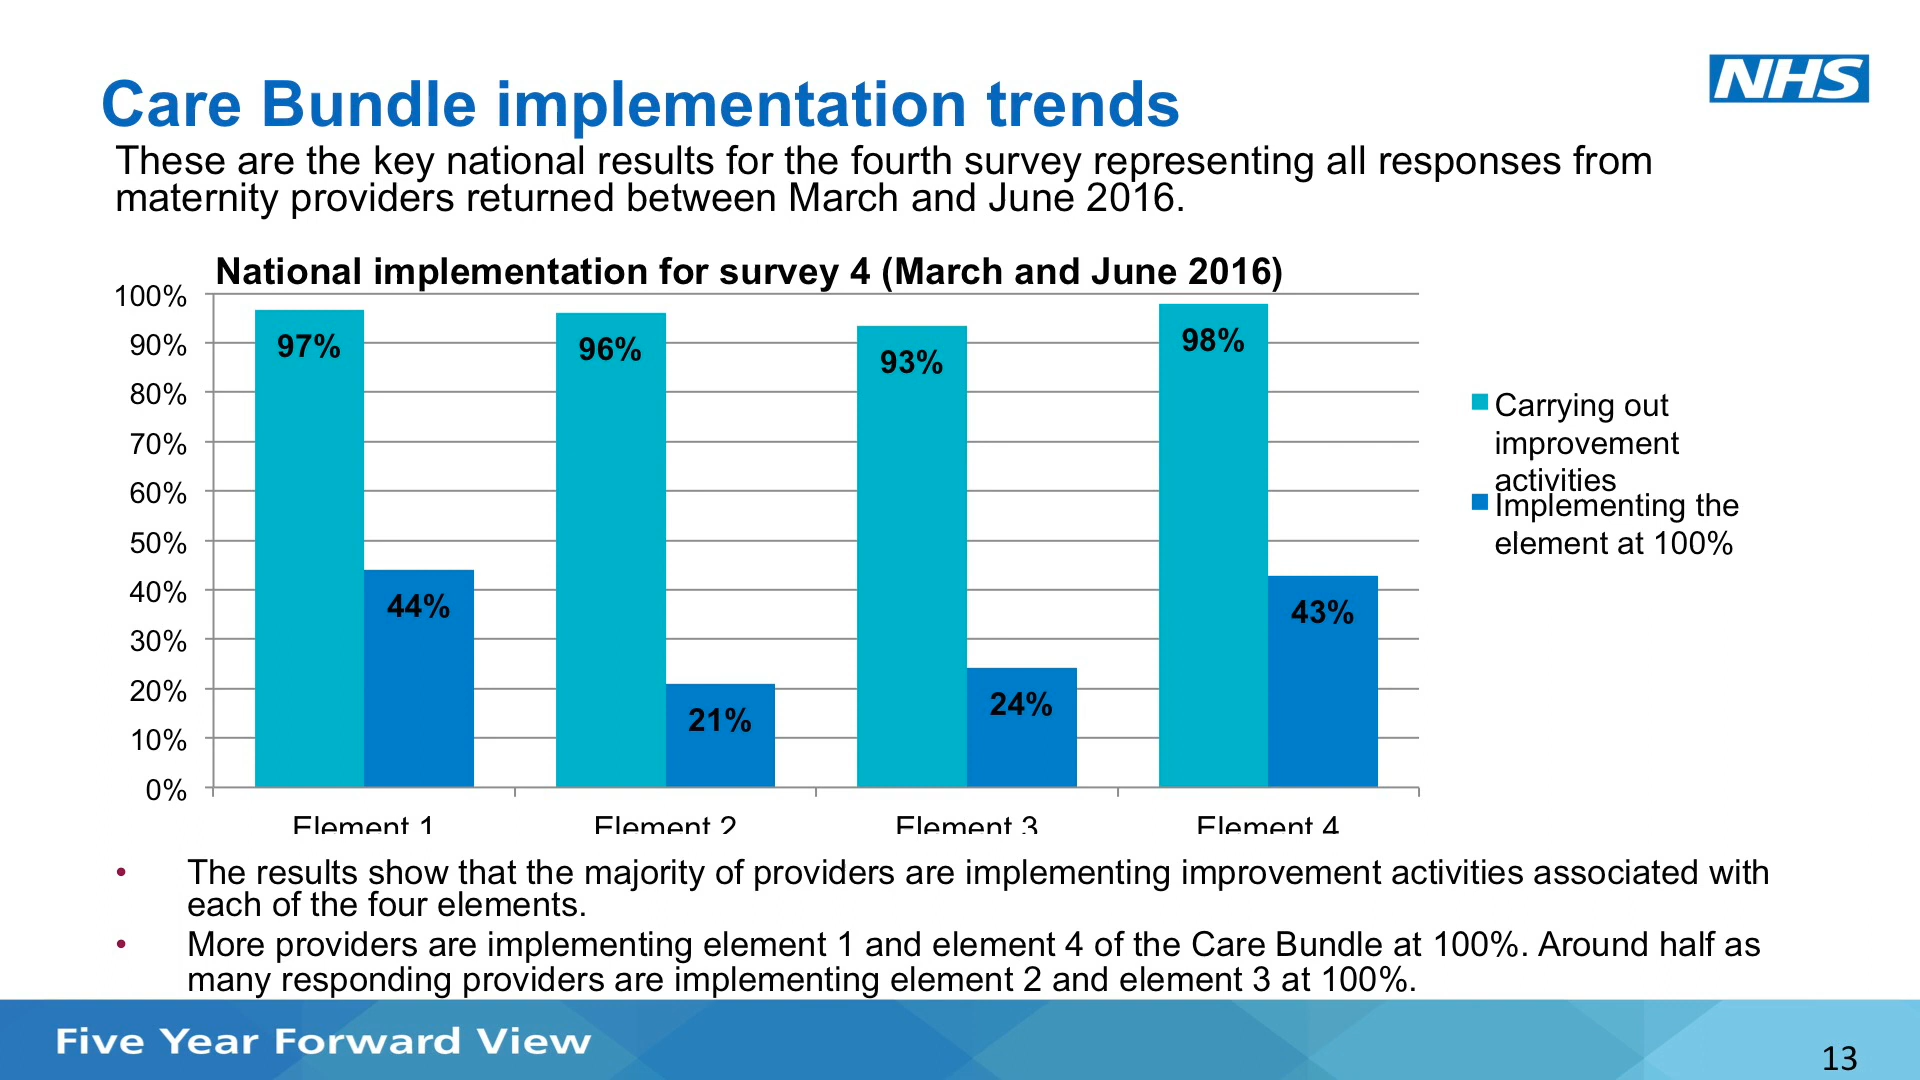 NHS
Care Bundle implementation trends
These are the key national results for the fourth survey representing all responses from
maternity providers returned between March and June 2016.
National implementation for survey 4 (March and June 2016)
100%
90%
80%
70%
60%
50%
40%
30%
20%
10%
0%
97%
44%
96%
21%
93%
24%
98%
43%
Element 1
Element 2
Element 3
Element 4
Carrying out
improvement
activities
Implementing the
element at 100%
• The results show that the majority of providers are implementing improvement activities associated with
each of the four elements.
• More providers are implementing element 1 and element 4 of the Care Bundle at 100%. Around half as
many responding providers are implementing element 2 and element 3 at 100%.
Five Year Forward View
13